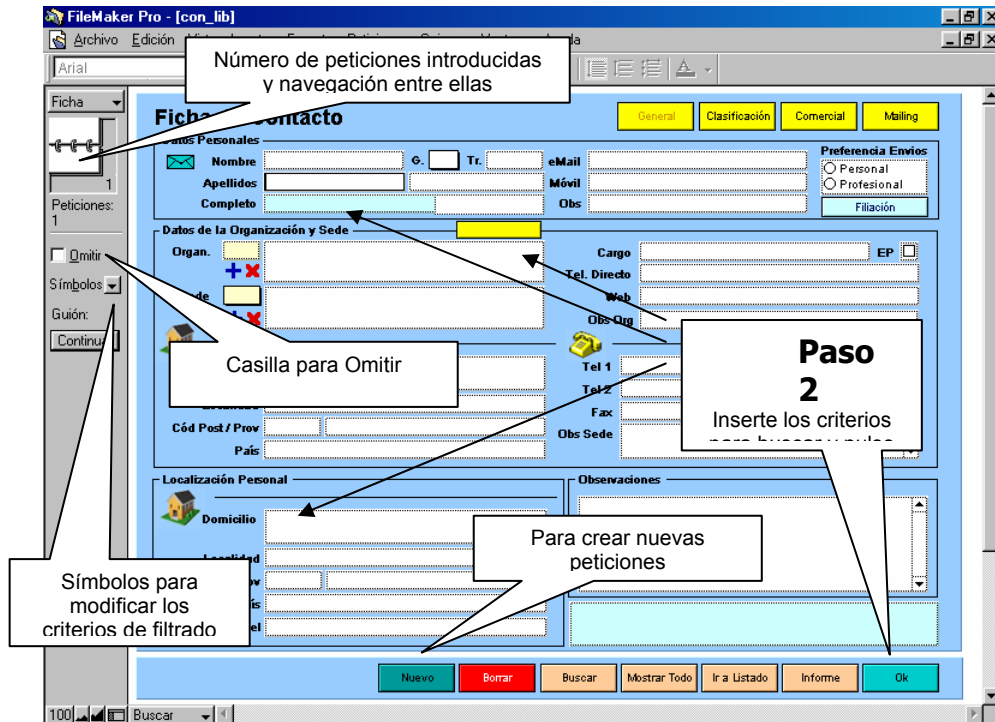 FileMaker Pro - [con_lib]
Archivo Edición
Arial
Número de peticiones introducidas
y navegación entre ellas
Ficha
1
Peticiones:
1
Omitir
Símbolos
Guión:
Continuar
General Clasificación Comercial Mailing
Datos Personales
Nombre G. Tr. eMail
Apellidos Móvil
Completo Obs
Preferencia Envios
Personal
Profesional
Filiación
Datos de la Organización y Sede
Organ. Cargo EP
Tel. Directo
Web
Obs Org
Casilla para Omitir
Tel 1
Tel 2
Fax
Cód Post / Prov Obs Sede
País
Paso
2
Inserte los criterios
para buscar y pulse
Localización Personal Observaciones
Domicilio
Localidad
Para crear nuevas
peticiones
Símbolos para
modificar los
criterios de filtrado
Nuevo Borrar Buscar Mostrar Todo Ir a Listado Informe Ok
100 Buscar